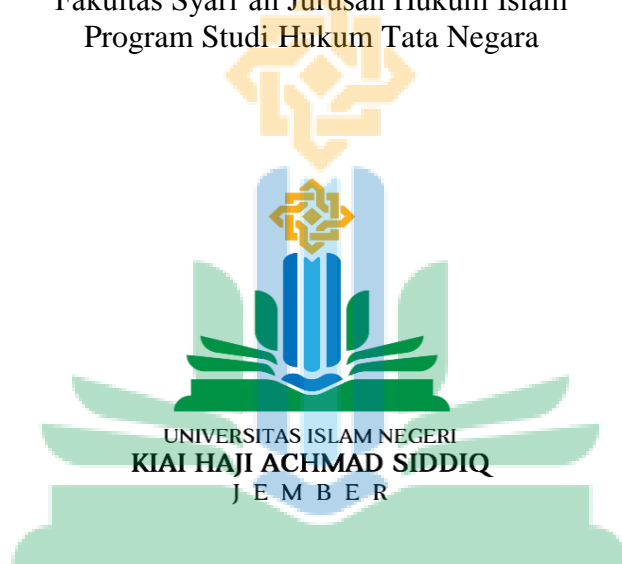 Fakultas Syari'ah Jurusan Hukum Islam
Program Studi Hukum Tata Negara
UNIVERSITAS ISLAM NEGERI
KIAI HAJI ACHMAD SIDDIQ
J E M B E R